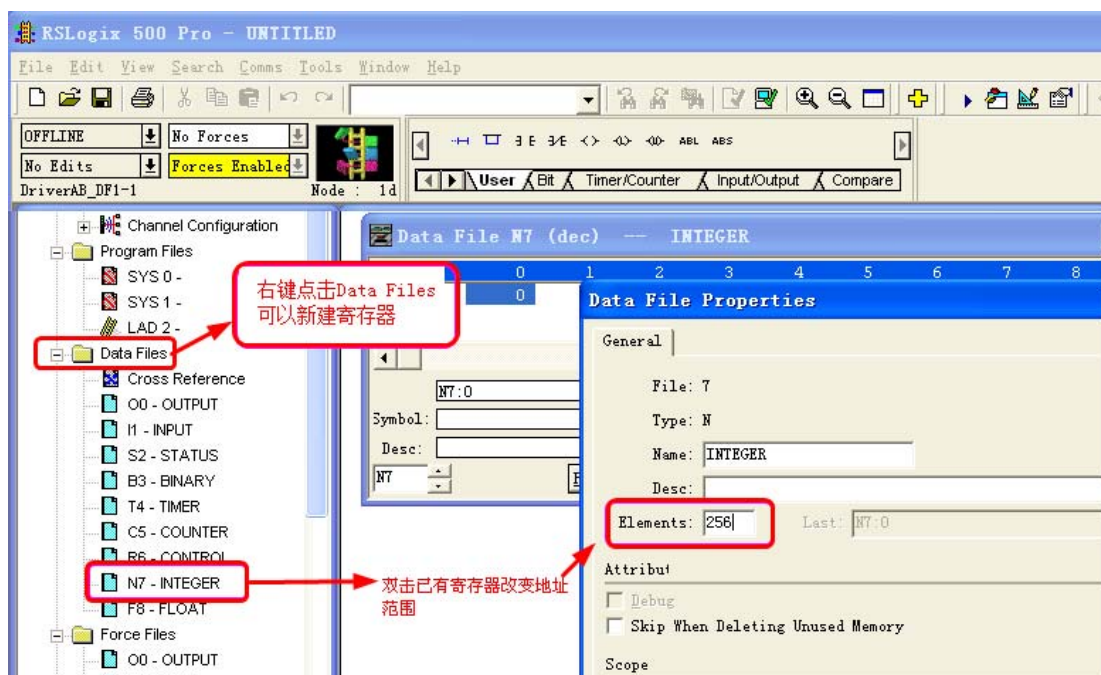 RSLogix 500 Pro - UNTITLED
File Edit View Search Comms Tools Window Help
OFFLINE No Forces
No Edits Forces Enabled
DriverAB_DF1-1 Node : 1d
ABL ABS
User Bit Timer/Counter Input/Output Compare
Channel Configuration
Program Files
SYS 0 -
SYS 1 -
LAD 2 -
Data Files
Cross Reference
O0 - OUTPUT
I1 - INPUT
S2 - STATUS
B3 - BINARY
T4 - TIMER
C5 - COUNTER
R6 - CONTROL
N7 - INTEGER
F8 - FLOAT
Force Files
O0 - OUTPUT
右键点击Data Files
可以新建寄存器
Data File N7 (dec) -- INTEGER
0 1 2 3 4 5 6 7 8
0
N7:0
Symbol:
Desc:
N7
双击已有寄存器改变地址
范围
Data File Properties
General
File: 7
Type: N
Name: INTEGER
Desc:
Elements: 256 Last: N7:0
Debug
Skip When Deleting Unused Memory
Scope